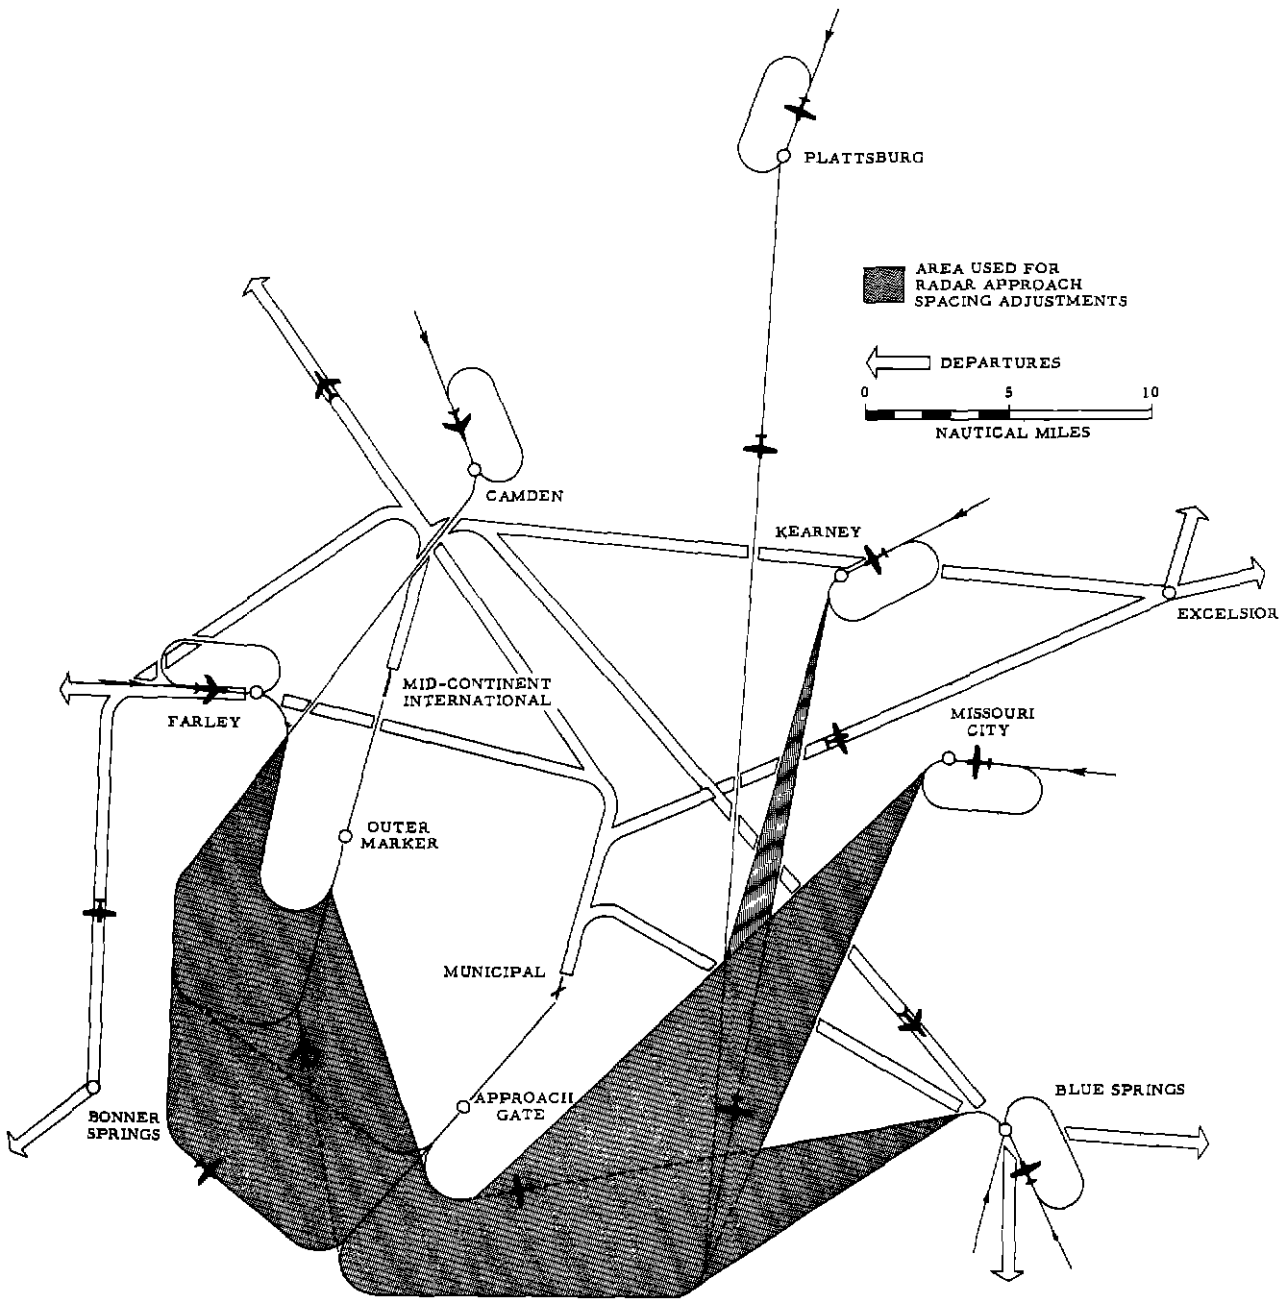 PLATTSBURG
AREA USED FOR
RADAR APPROACH
SPACING ADJUSTMENTS
DEPARTURES
0 5 10
NAUTICAL MILES
CAMDEN
KEARNEY
EXCELSIOR
MID-CONTINENT
INTERNATIONAL
FARLEY
MISSOURI
CITY
OUTER
MARKER
MUNICIPAL
APPROACH
GATE
BLUE SPRINGS
BONNER
SPRINGS